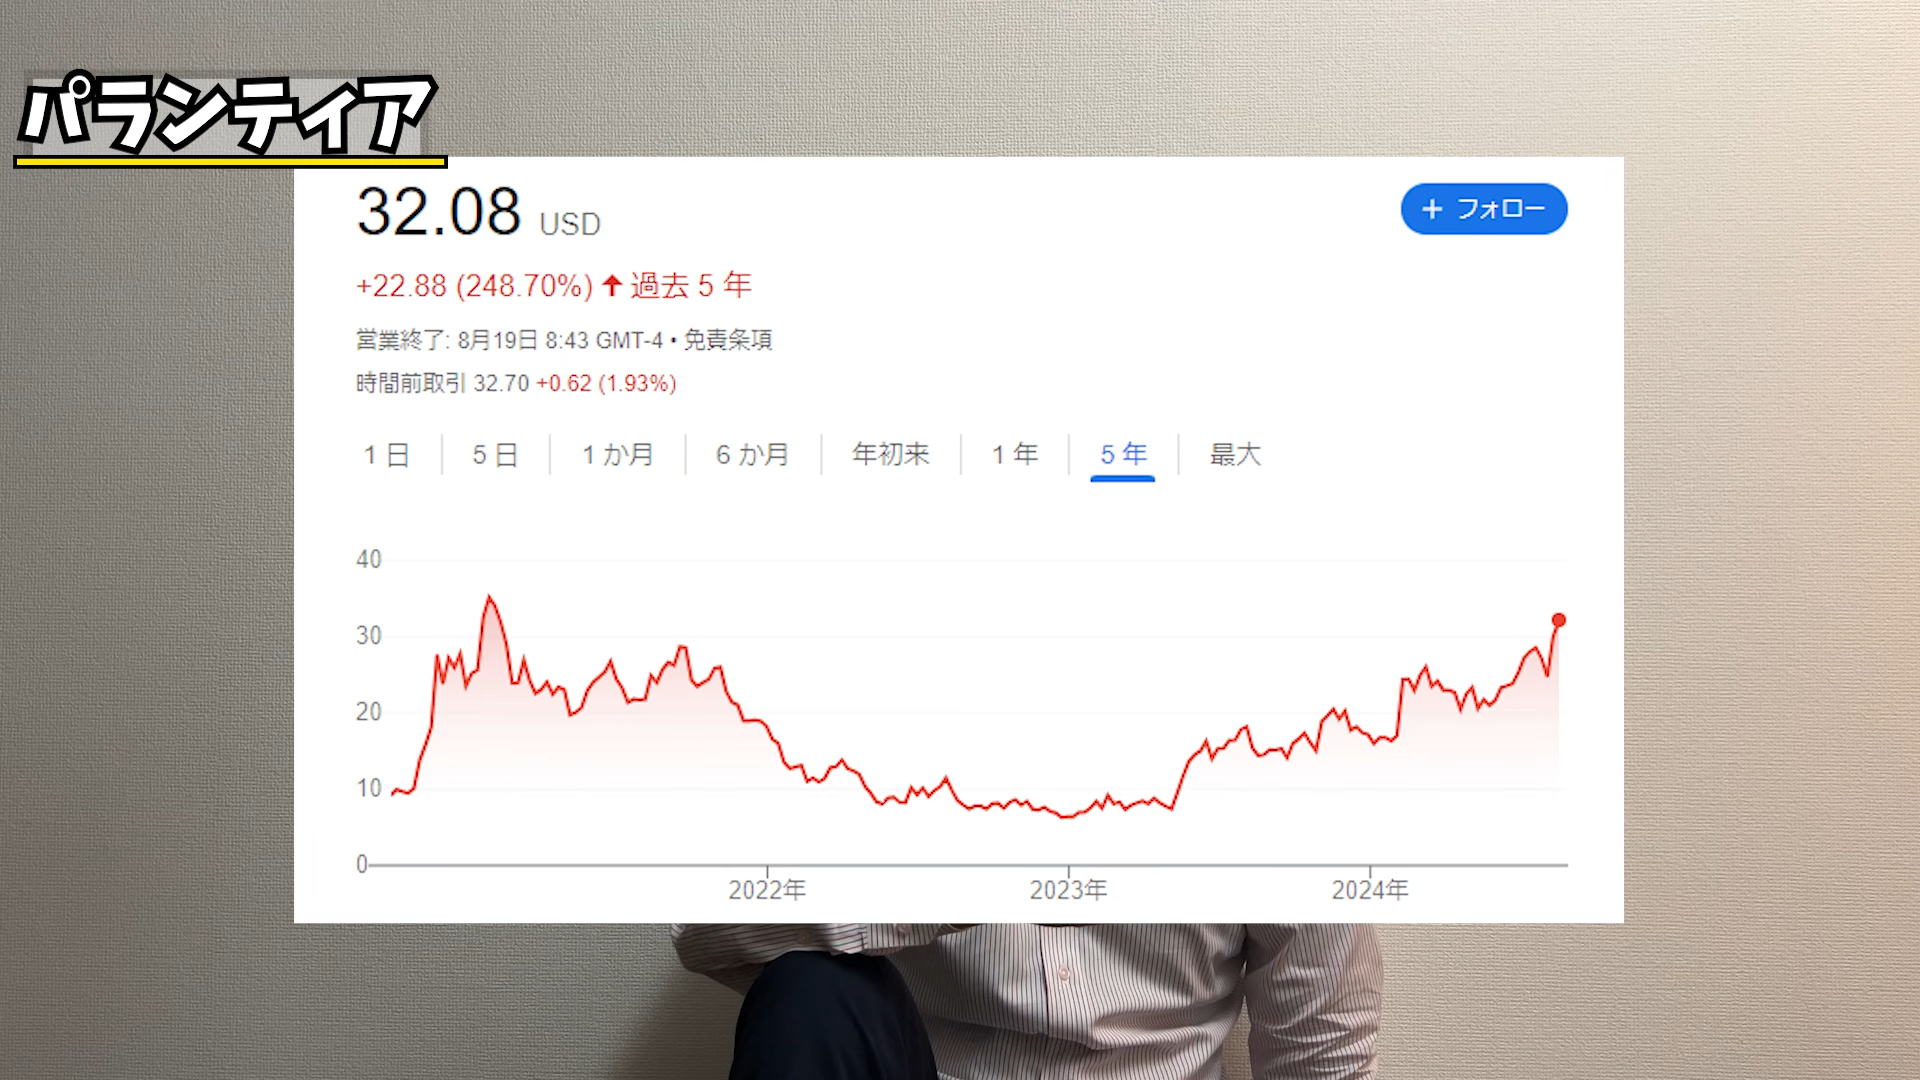 パランティア
32.08 USD
+ フォロー
+22.88 (248.70%) ↑ 過去 5 年
営業終了: 8月19日 8:43 GMT-4 • 免責条項
時間前取引 32.70 +0.62 (1.93%)
1 日 5 日 1 か月 6 か月 年初来 1 年 5 年 最大
40
30
20
10
0
2022年 2023年 2024年